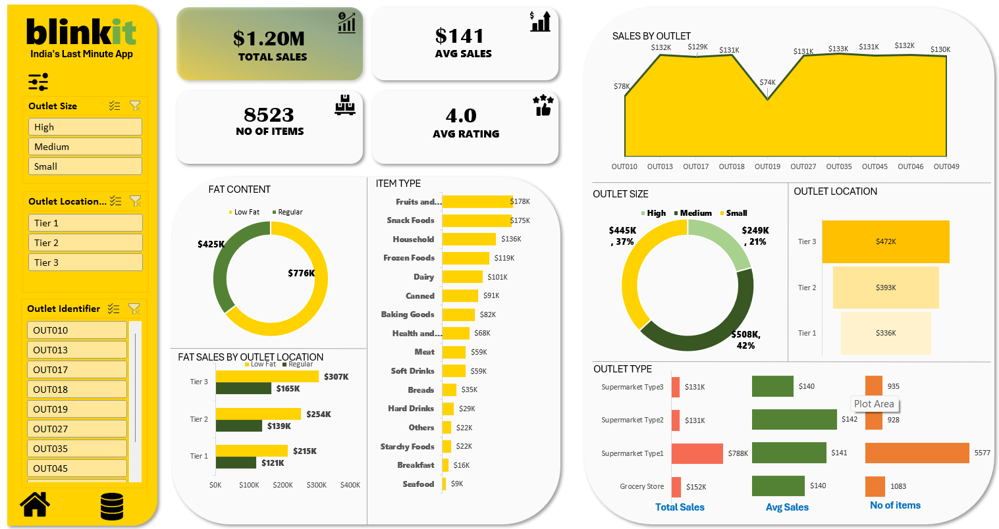 blinkit
India's Last Minute App
Outlet Size
High
Medium
Small
Outlet Location...
Tier 1
Tier 2
Tier 3
Outlet Identifier
OUT010
OUT013
OUT017
OUT018
OUT019
OUT027
OUT035
OUT045
$1.20M
TOTAL SALES
$
$141
AVG SALES
$
8523
NO OF ITEMS
4.0
AVG RATING
FAT CONTENT
Low Fat Regular
$425K
$776K
FAT SALES BY OUTLET LOCATION
Low Fat Regular
Tier 3 $307K
$165K
Tier 2 $254K
$139K
Tier 1 $215K
$121K
$0K $100K $200K $300K $400K
ITEM TYPE
Fruits and... $178K
Snack Foods $175K
Household $136K
Frozen Foods $119K
Dairy $101K
Canned $91K
Baking Goods $82K
Health and... $68K
Meat $59K
Soft Drinks $59K
Breads $35K
Hard Drinks $29K
Others $22K
Starchy Foods $22K
Breakfast $16K
Seafood $9K
SALES BY OUTLET
$78K $132K $129K $131K $74K $131K $133K $131K $132K $130K
OUT010 OUT013 OUT017 OUT018 OUT019 OUT027 OUT035 OUT045 OUT046 OUT049
OUTLET SIZE
High Medium Small
$445K
, 37%
$249K
, 21%
$508K,
42%
OUTLET LOCATION
Tier 3 $472K
Tier 2 $393K
Tier 1 $336K
OUTLET TYPE
Supermarket Type3 $131K $140 935
Plot Area
Supermarket Type2 $131K $142 928
Supermarket Type1 $788K $141 5577
Grocery Store $152K $140 1083
Total Sales Avg Sales No of items